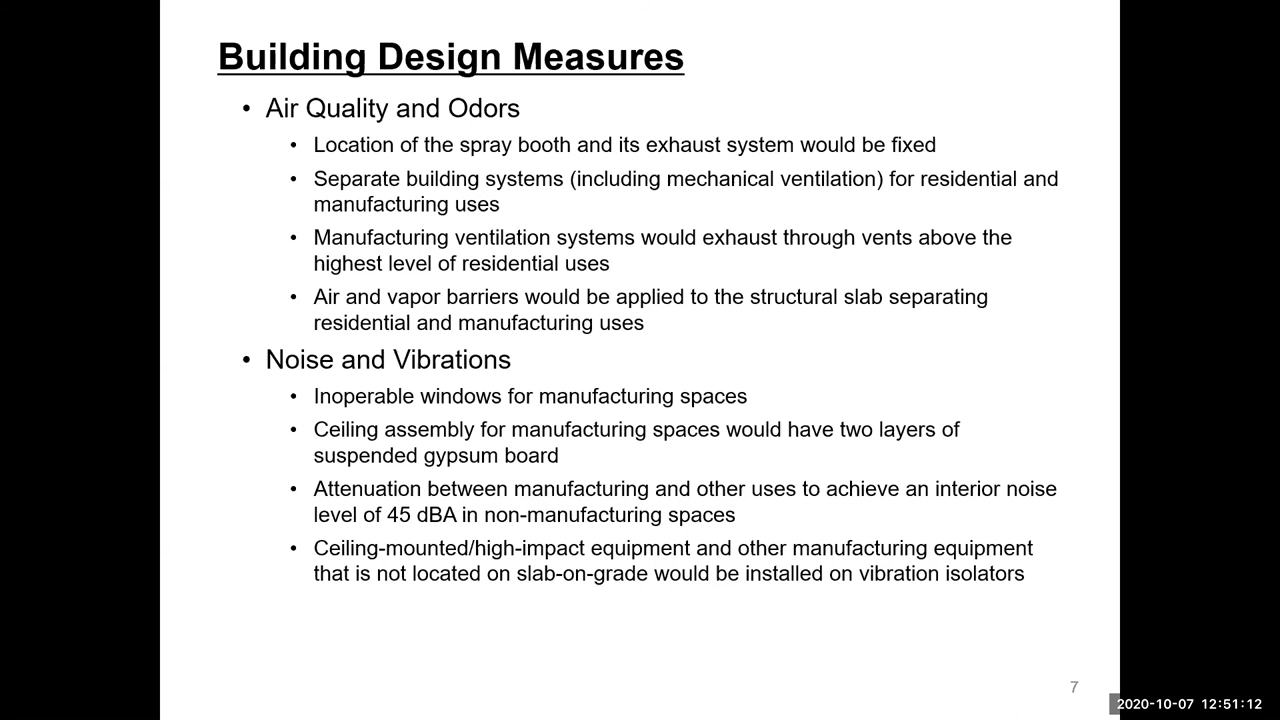 Building Design Measures
• Air Quality and Odors
• Location of the spray booth and its exhaust system would be fixed
• Separate building systems (including mechanical ventilation) for residential and
manufacturing uses
• Manufacturing ventilation systems would exhaust through vents above the
highest level of residential uses
• Air and vapor barriers would be applied to the structural slab separating
residential and manufacturing uses
• Noise and Vibrations
• Inoperable windows for manufacturing spaces
• Ceiling assembly for manufacturing spaces would have two layers of
suspended gypsum board
• Attenuation between manufacturing and other uses to achieve an interior noise
level of 45 dBA in non-manufacturing spaces
• Ceiling-mounted/high-impact equipment and other manufacturing equipment
that is not located on slab-on-grade would be installed on vibration isolators
7
2020-10-07 12:51:12